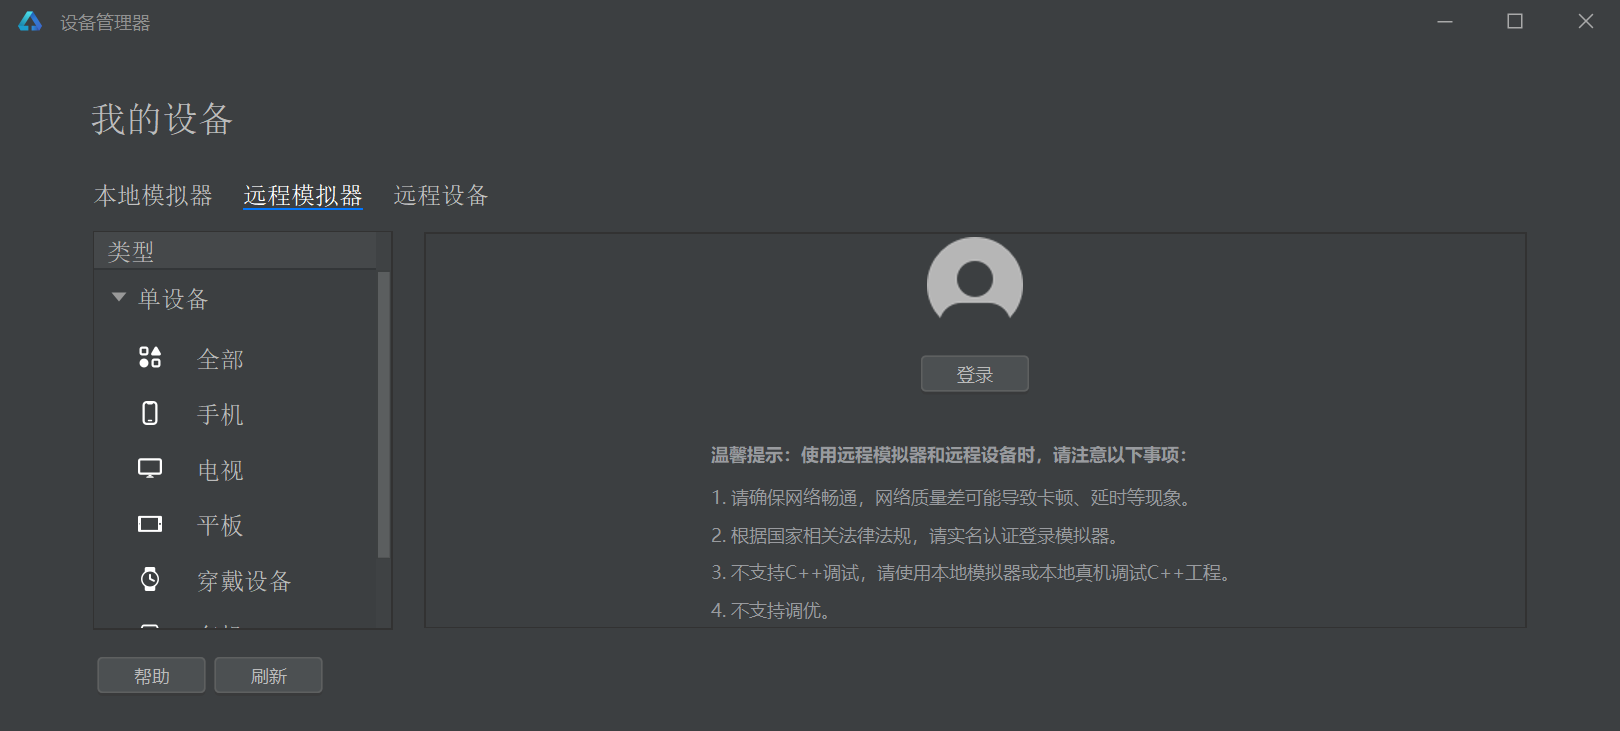 设备管理器
我的设备
本地模拟器 远程模拟器 远程设备
类型
单设备
全部
手机
电视
平板
穿戴设备
登录
温馨提示：使用远程模拟器和远程设备时，请注意以下事项：
1. 请确保网络畅通，网络质量差可能导致卡顿、延时等现象。
2. 根据国家相关法律法规，请实名认证登录模拟器。
3. 不支持C++调试，请使用本地模拟器或本地真机调试C++工程。
4. 不支持调优。
帮助 刷新